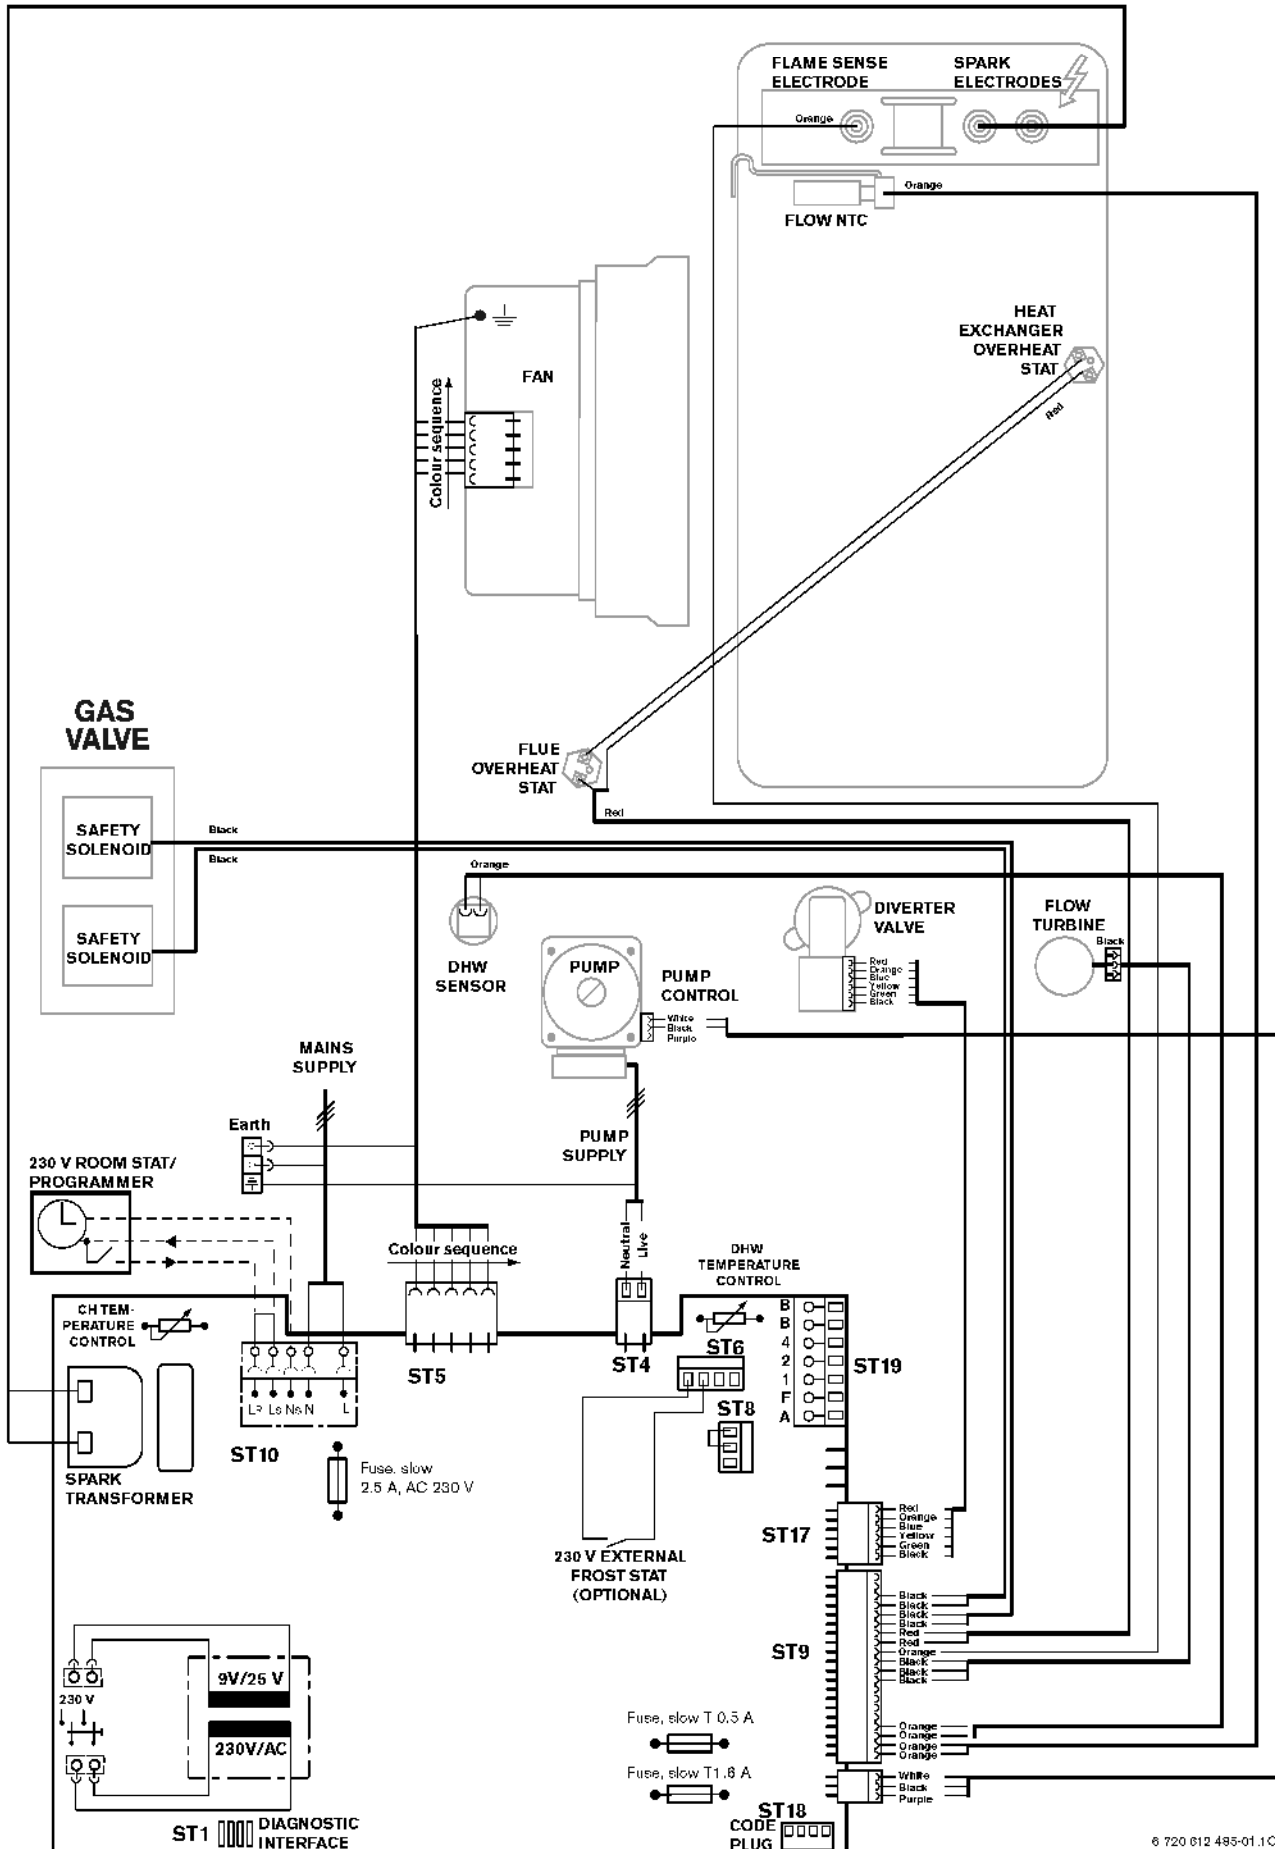 FLAME SENSE
ELECTRODE
SPARK
ELECTRODES
Orange
Orange
FLOW NTC
HEAT
EXCHANGER
OVERHEAT
STAT
Red
FAN
Colour sequence
GAS
VALVE
FLUE
OVERHEAT
STAT
Red
SAFETY
SOLENOID
Black
Black
SAFETY
SOLENOID
Orange
DHW
SENSOR
PUMP
PUMP
CONTROL
White
Black
Purple
DIVERTER
VALVE
Red
Orange
Blue
Yellow
Green
Black
FLOW
TURBINE
Black
MAINS
SUPPLY
Earth
PUMP
SUPPLY
230 V ROOM STAT/
PROGRAMMER
Colour sequence
Neutral
Live
DHW
TEMPERATURE
CONTROL
CH TEM-
PERATURE
CONTROL
B
B
4
2
1
F
A
ST19
ST5
ST4
ST6
ST8
Ls Ns N L
ST10
SPARK
TRANSFORMER
Fuse, slow
2.5 A, AC 230 V
230 V EXTERNAL
FROST STAT
(OPTIONAL)
ST17
Red
Orange
Blue
Yellow
Green
Black
ST9
Black
Black
Black
Black
Red
Red
Orange
Black
Black
Black
Orange
Orange
Orange
Orange
9V/25 V
230 V
230V/AC
Fuse, slow T 0.5 A
Fuse, slow T1.6 A
White
Black
Purple
ST18
CODE
PLUG
ST1
DIAGNOSTIC
INTERFACE
6 720 612 485-01.1O